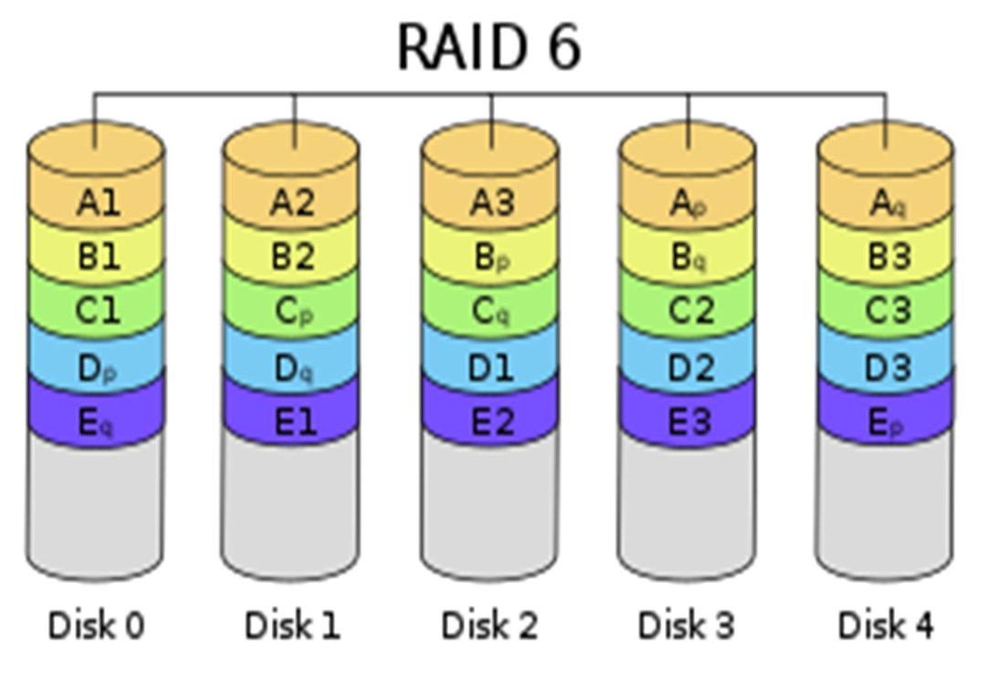 RAID 6
A1 A2 A3 Ap Aq
B1 B2 Bp Bq B3
C1 Cp Cq C2 C3
Dp Dq D1 D2 D3
Eq E1 E2 E3 Ep
Disk 0 Disk 1 Disk 2 Disk 3 Disk 4